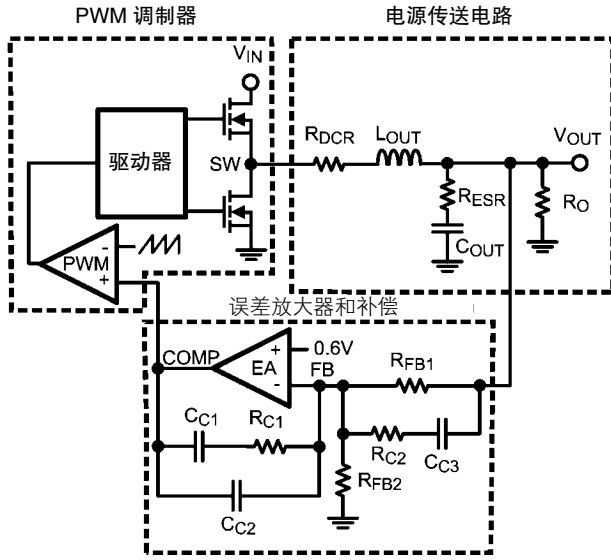 PWM 调制器
电源传送电路
VIN
RDCR
LOUT
VOUT
驱动器
SW
RESR
RO
COUT
-
PWM
+
误差放大器和补偿
COMP
+
0.6V
EA
FB
-
RFB1
CC1
RC1
RC2
CC3
CC2
RFB2